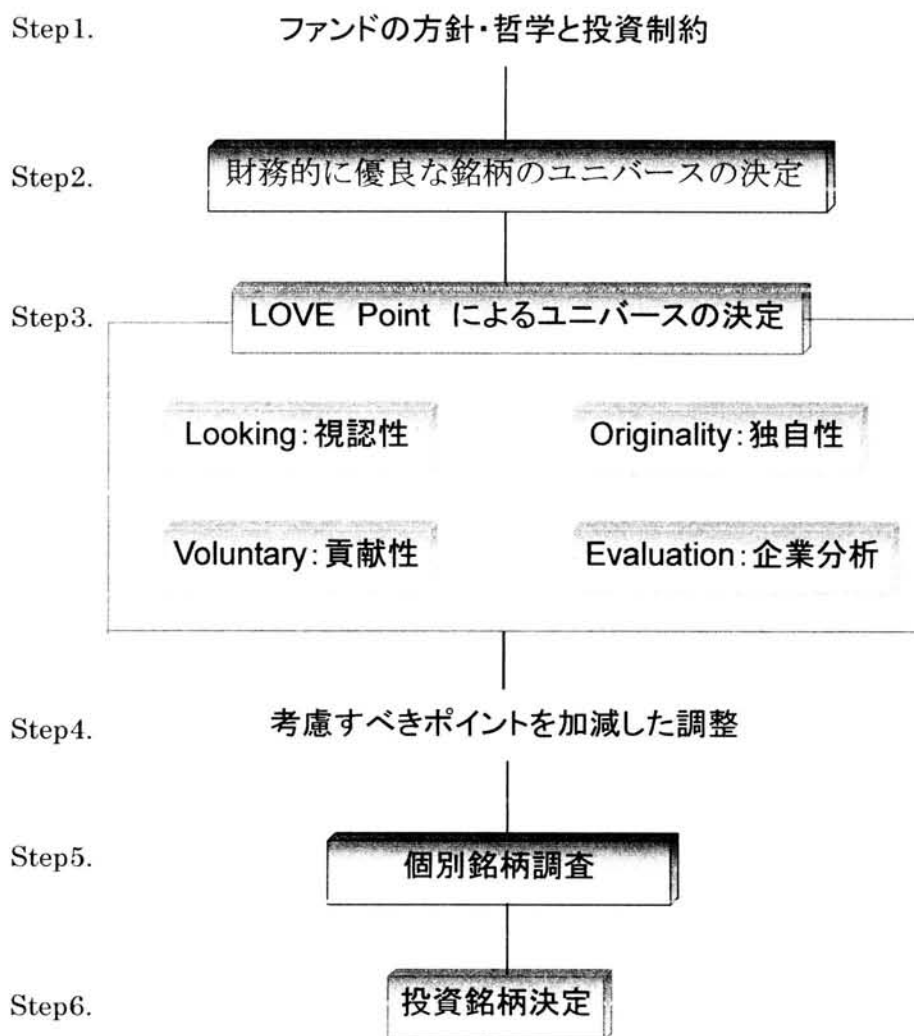 Step1. ファンドの方針・哲学と投資制約
Step2. 財務的に優良な銘柄のユニバースの決定
Step3. LOVE Point によるユニバースの決定
Looking:視認性 Originality:独自性
Voluntary:貢献性 Evaluation:企業分析
Step4. 考慮すべきポイントを加減した調整
Step5. 個別銘柄調査
Step6. 投資銘柄決定